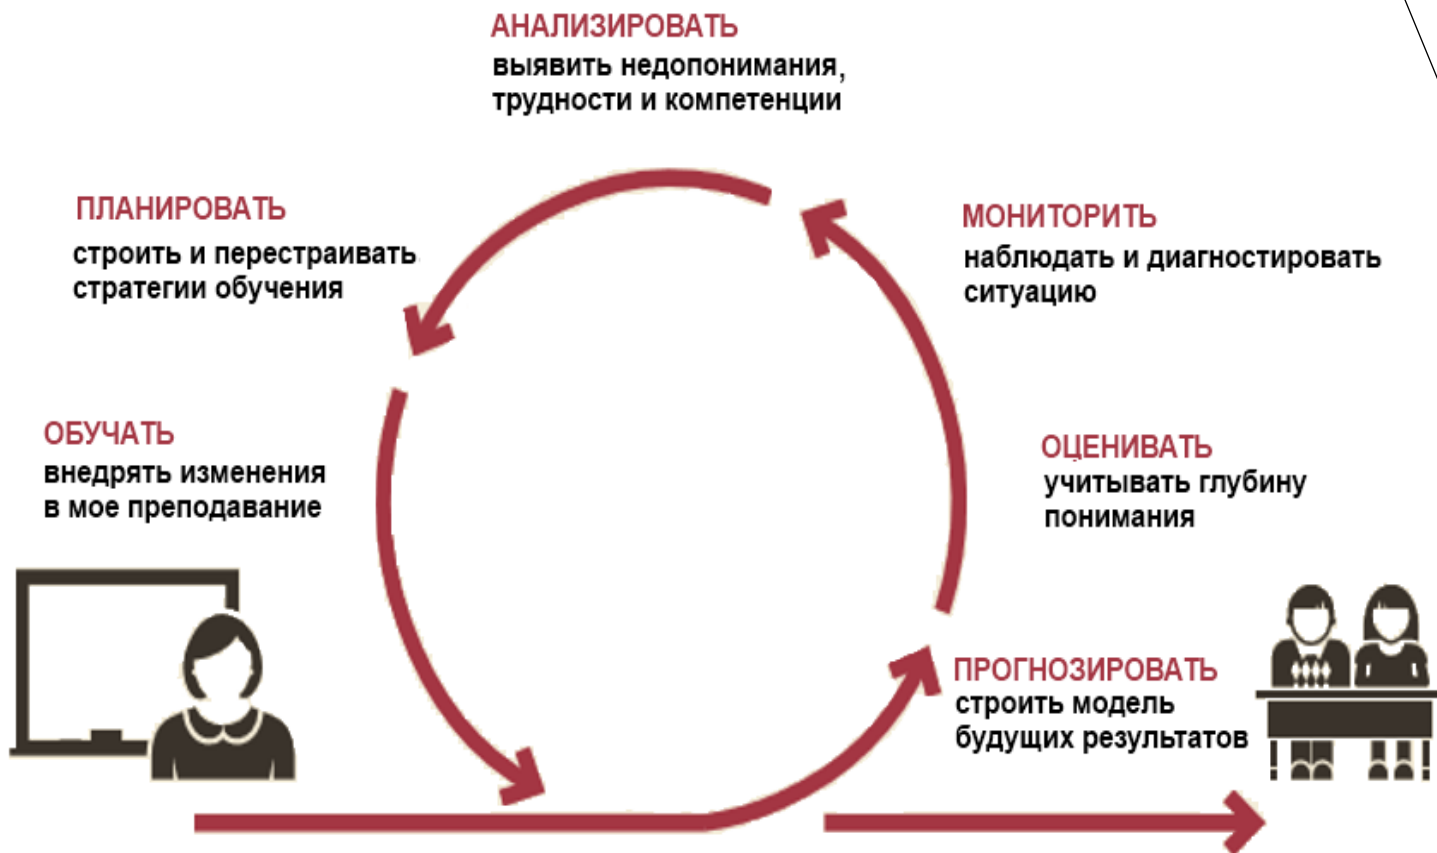 АНАЛИЗИРОВАТЬ
выявить недопонимания,
трудности и компетенции
ПЛАНИРОВАТЬ
строить и перестраивать
стратегии обучения
МОНИТОРИТЬ
наблюдать и диагностировать
ситуацию
ОБУЧАТЬ
внедрять изменения
в мое преподавание
ОЦЕНИВАТЬ
учитывать глубину
понимания
ПРОГНОЗИРОВАТЬ
строить модель
будущих результатов